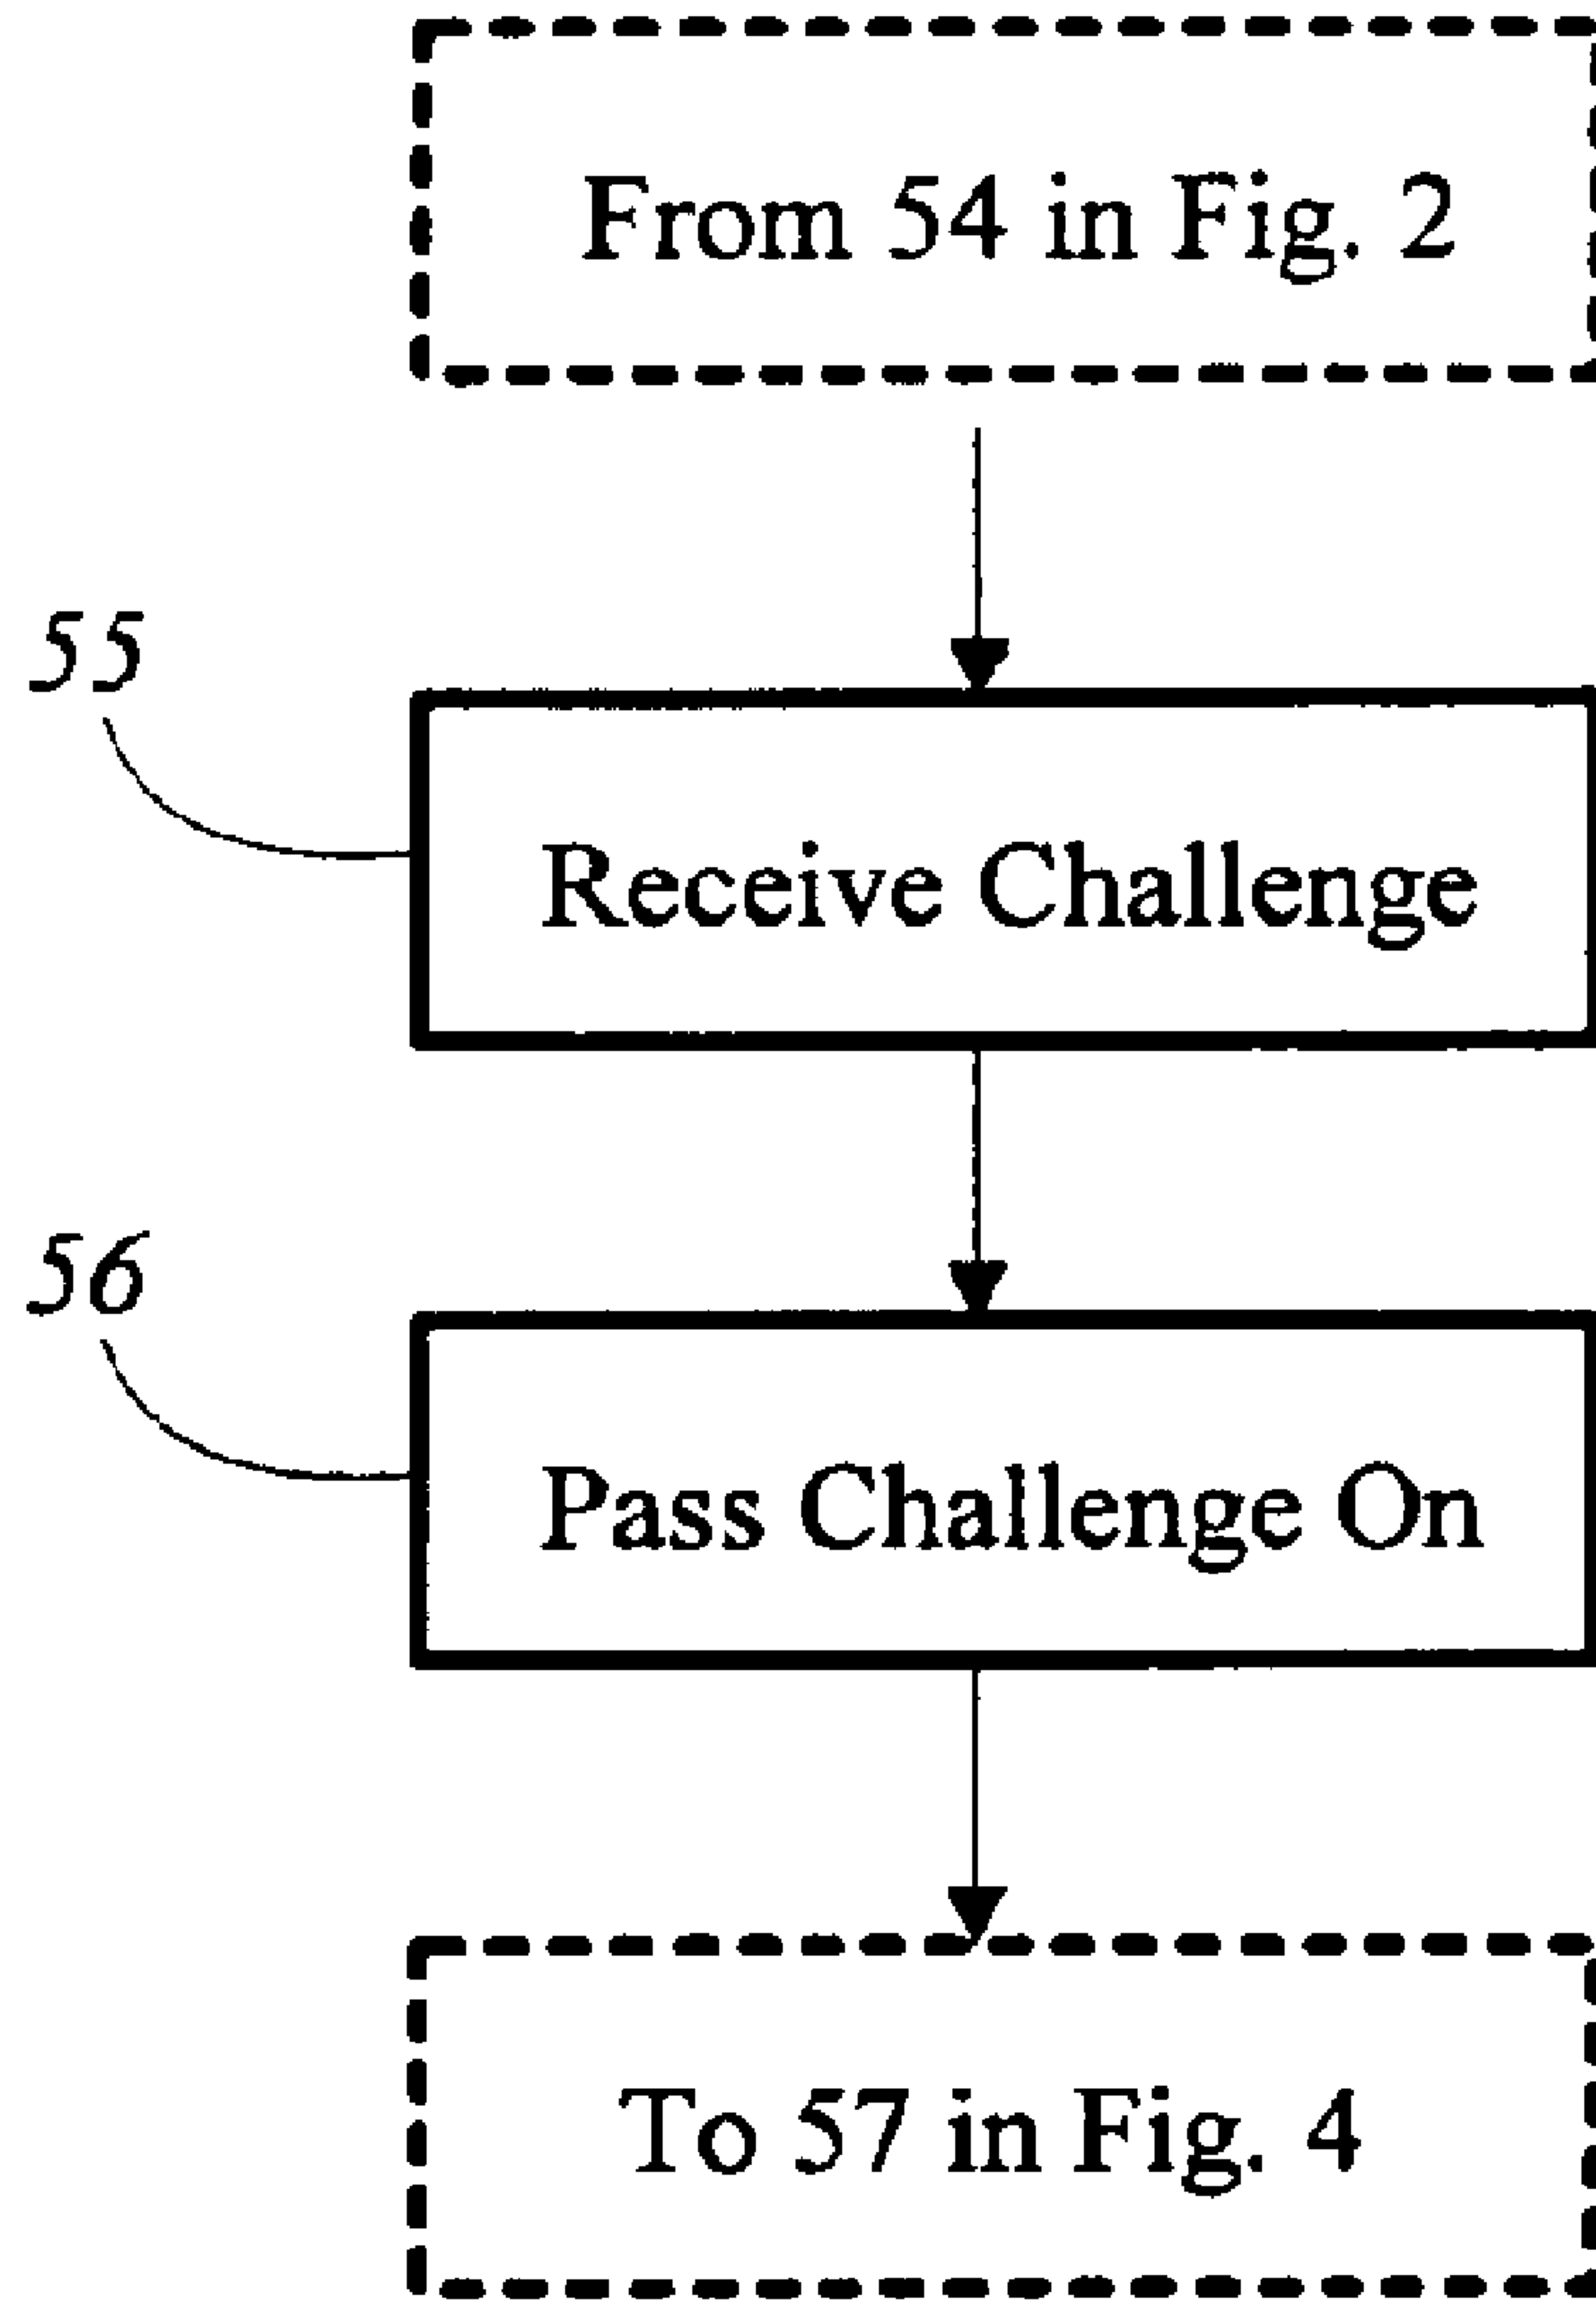 From 54 in Fig. 2
55
Receive Challenge
56
Pass Challenge On
To 57 in Fig. 4